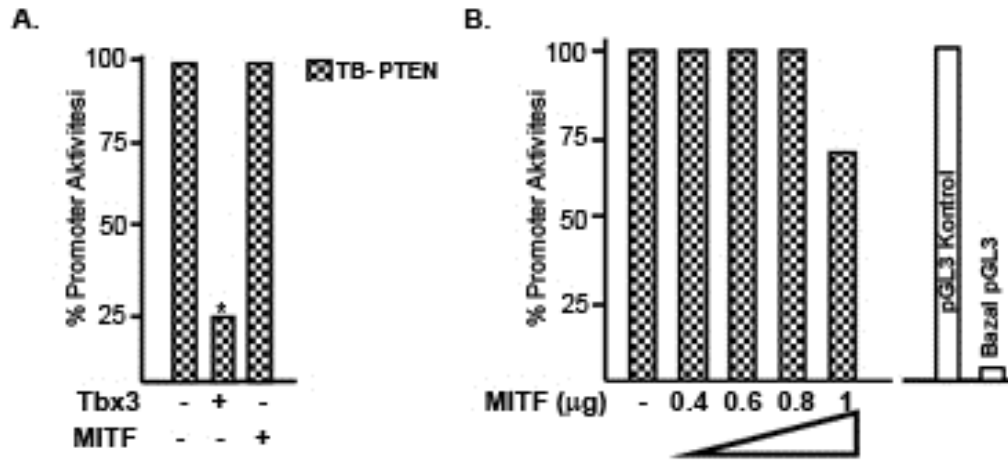 A.
% Promoter Aktivitesi
100
75
50
25
TB- PTEN
*
Tbx3 - + -
MITF - - +
B.
% Promoter Aktivitesi
100
75
50
25
MITF (µg) - 0.4 0.6 0.8 1
pGL3 Kontrol
Bazal pGL3